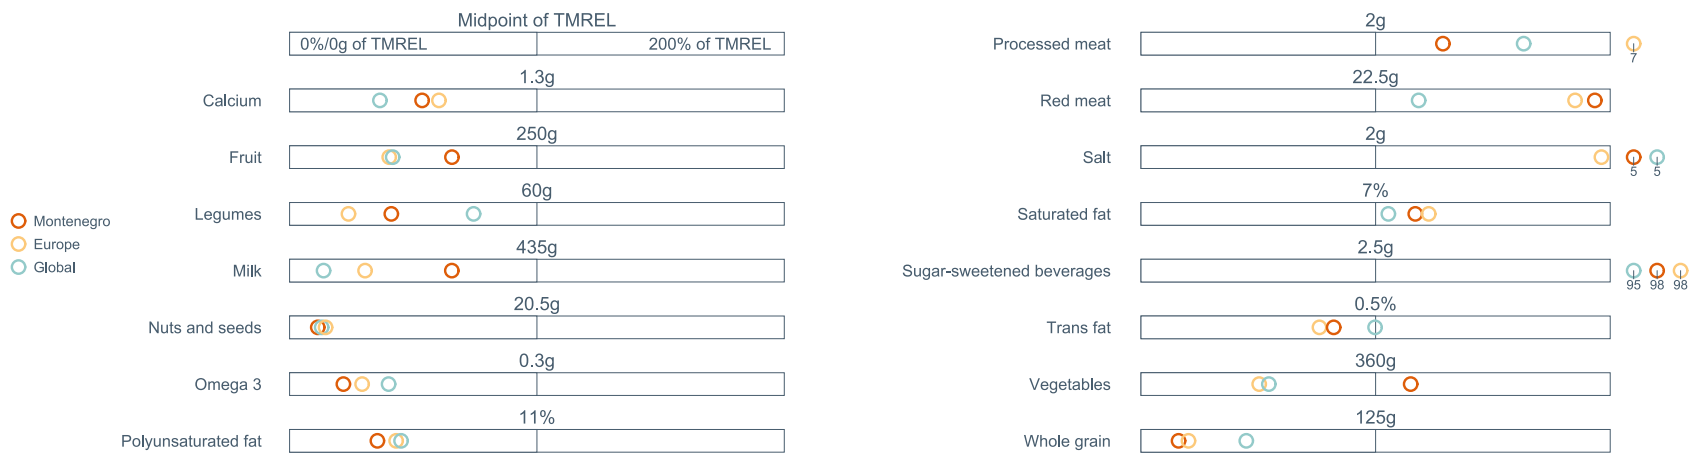 Midpoint of TMREL
0%/0g of TMREL 200% of TMREL
1.3g
Calcium
250g
Fruit
60g
Legumes
435g
Milk
20.5g
Nuts and seeds
0.3g
Omega 3
11%
Polyunsaturated fat
Montenegro
Europe
Global
2g
Processed meat
7
22.5g
Red meat
2g
Salt
5 5
7%
Saturated fat
2.5g
Sugar-sweetened beverages
95 98 98
0.5%
Trans fat
360g
Vegetables
125g
Whole grain